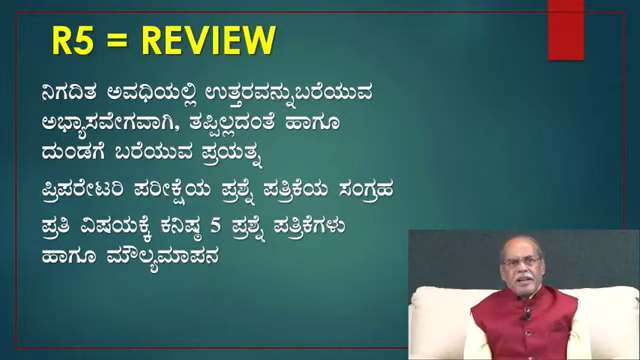 R5 = REVIEW
ನಿಗದಿತ ಅವಧಿಯಲ್ಲಿ ಉತ್ತರವನ್ನುಬರೆಯುವ
ಅಭ್ಯಾಸವೇಗವಾಗಿ, ತಪ್ಪಿಲ್ಲದಂತೆ ಹಾಗೂ
ದುಂಡಗೆ ಬರೆಯುವ ಪ್ರಯತ್ನ
ಪ್ರಿಪರೇಟರಿ ಪರೀಕ್ಷೆಯ ಪ್ರಶ್ನೆ ಪತ್ರಿಕೆಯ ಸಂಗ್ರಹ
ಪ್ರತಿ ವಿಷಯಕ್ಕೆ ಕನಿಷ್ಠ 5 ಪ್ರಶ್ನೆ ಪತ್ರಿಕೆಗಳು
ಹಾಗೂ ಮೌಲ್ಯಮಾಪನ